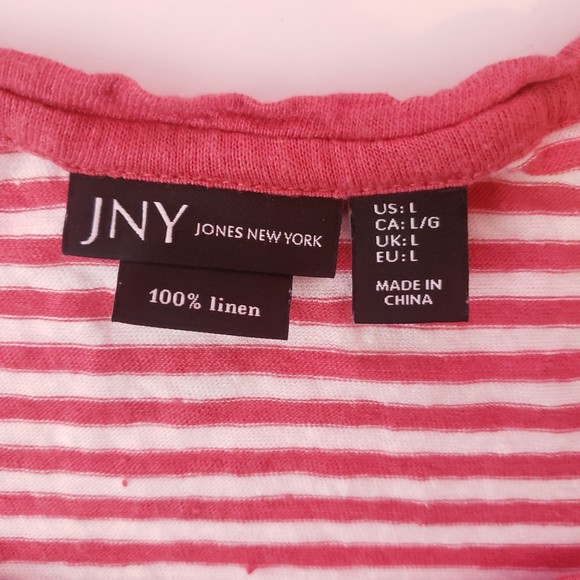 JNY JONES NEW YORK
100% linen
US: L
CA: L/G
UK: L
EU: L
MADE IN
CHINA